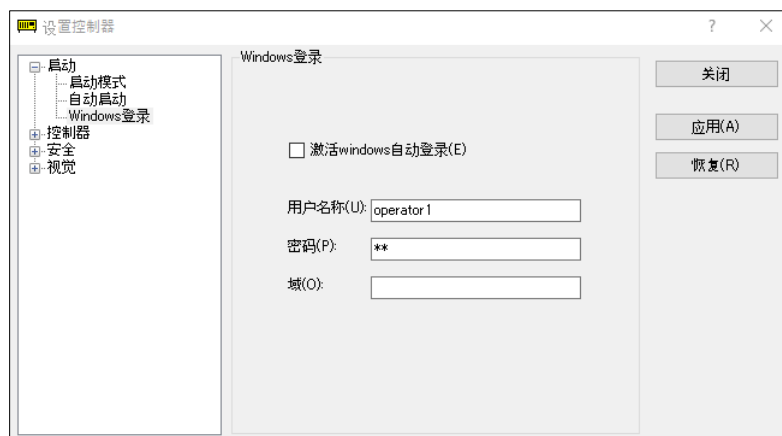 设置控制器
启动
启动模式
自动启动
Windows登录
控制器
安全
视觉
Windows登录
激活windows自动登录(E)
用户名称(U): operator1
密码(P): **
域(O):
关闭
应用(A)
恢复(R)